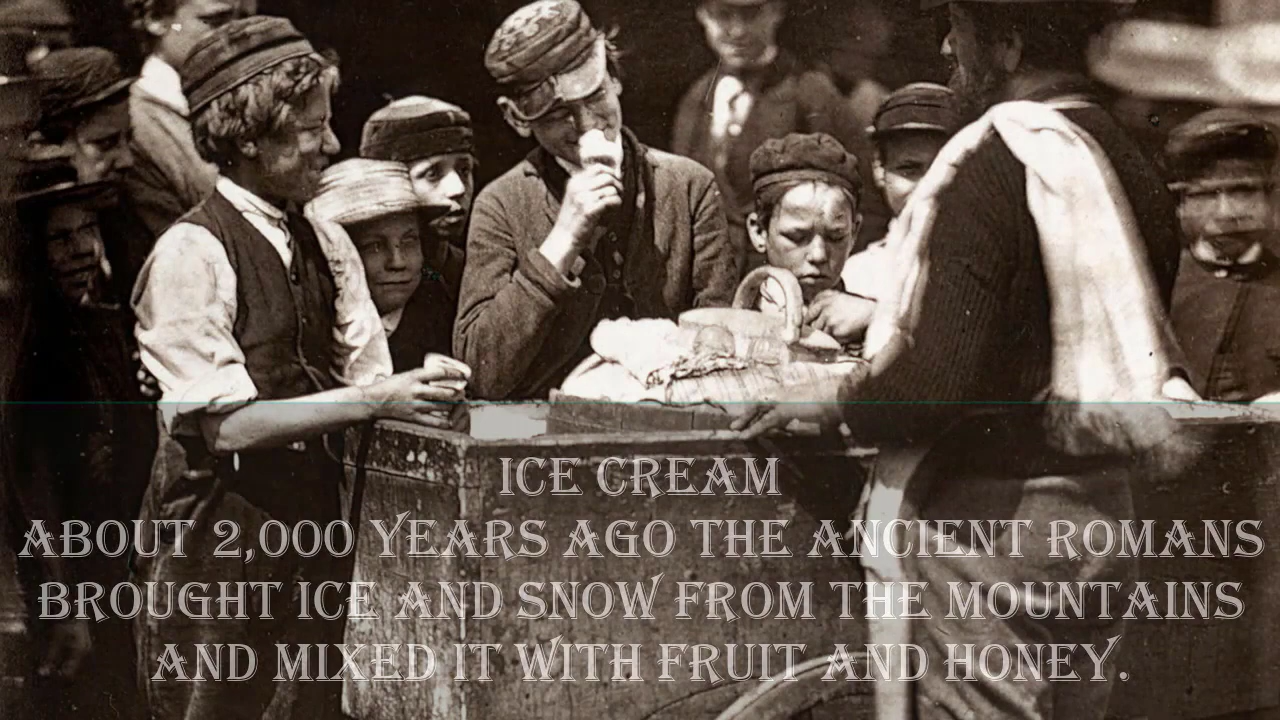 ICE CREAM
ABOUT 2,000 YEARS AGO THE ANCIENT ROMANS
BROUGHT ICE AND SNOW FROM THE MOUNTAINS
AND MIXED IT WITH FRUIT AND HONEY.